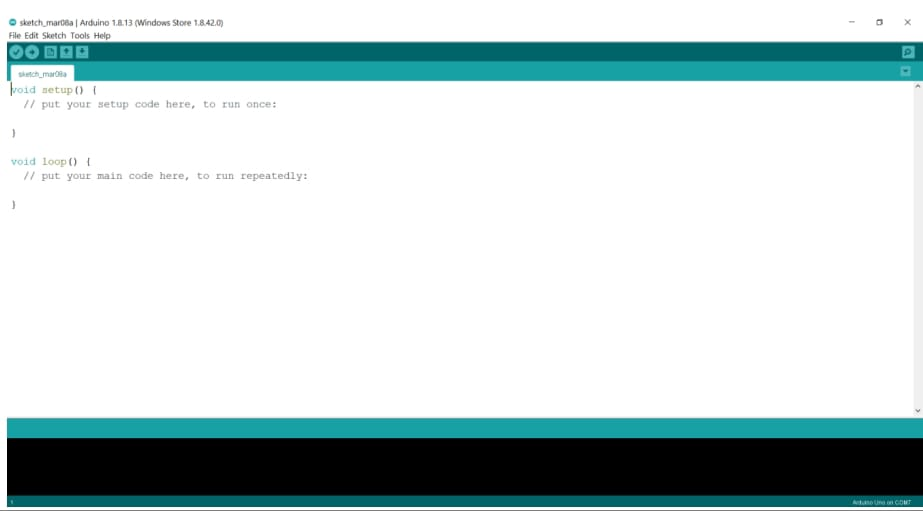 sketch_mar08a | Arduino 1.8.13 (Windows Store 1.8.42.0)
File Edit Sketch Tools Help
sketch_mar08a
void setup() {
  // put your setup code here, to run once:
}
void loop() {
  // put your main code here, to run repeatedly:
}
1
Arduino Uno on COM7